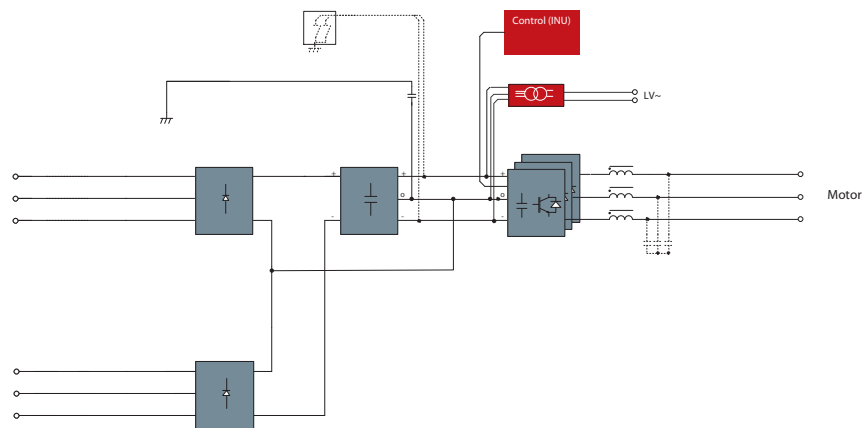 Control (INU)
LV~
+
+
+
o
o
-
-
-
Motor